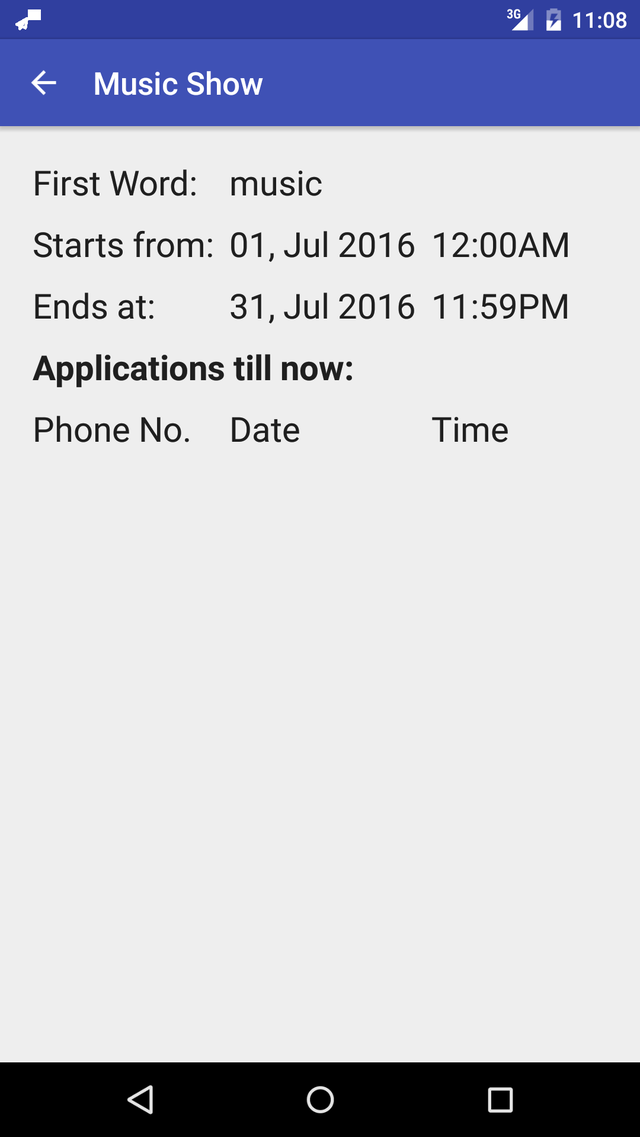 3G 11:08
Music Show
First Word: music
Starts from: 01, Jul 2016 12:00AM
Ends at: 31, Jul 2016 11:59PM
Applications till now:
Phone No. Date Time